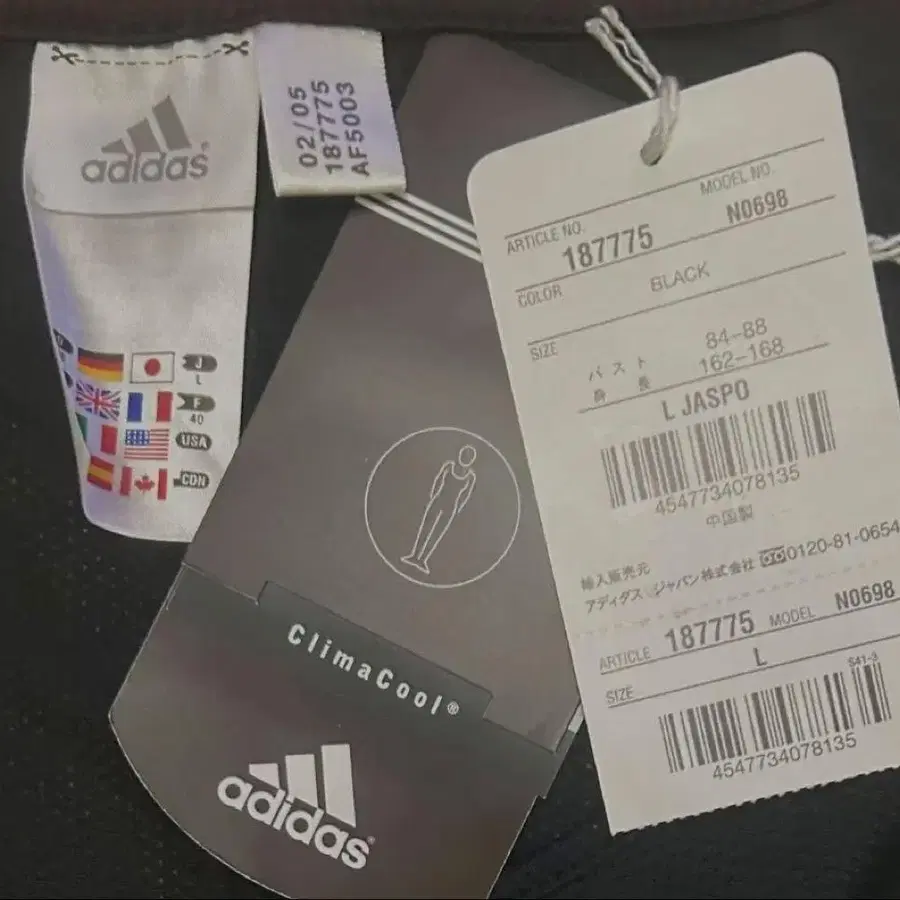 adidas®
J
L
F
40
USA
CDN
02/05
187775
AF5003
ClimaCool®
adidas®
ARTICLE NO.
MODEL NO.
187775
N0698
COLOR
BLACK
SIZE
バスト 84-88
身長 162-168
L JASPO
4547734078135
中国製
輸入販売元
アディダス ジャパン株式会社 0120-81-0654
ARTICLE 187775 MODEL N0698
SIZE L
S41-3
4547734078135